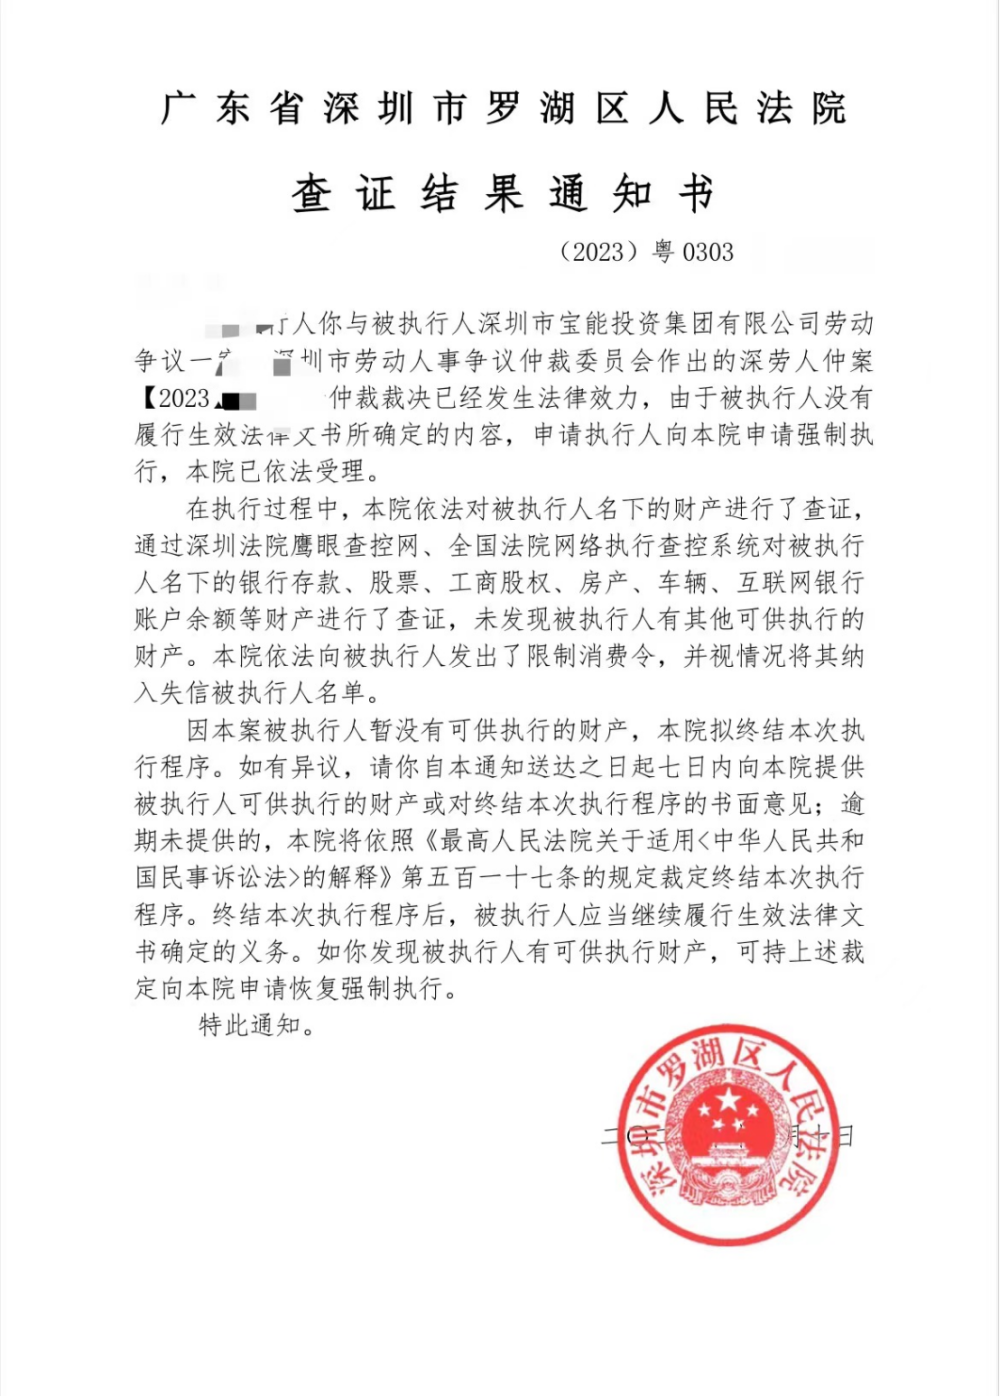 广东省深圳市罗湖区人民法院
查证结果通知书
（2023）粤 0303
行人你与被执行人深圳市宝能投资集团有限公司劳动
争议一 深圳市劳动人事争议仲裁委员会作出的深劳人仲案
【2023 仲裁裁决已经发生法律效力，由于被执行人没有
履行生效法律文书所确定的内容，申请执行人向本院申请强制执
行，本院已依法受理。
在执行过程中，本院依法对被执行人名下的财产进行了查证，
通过深圳法院鹰眼查控网、全国法院网络执行查控系统对被执行
人名下的银行存款、股票、工商股权、房产、车辆、互联网银行
账户余额等财产进行了查证，未发现被执行人有其他可供执行的
财产。本院依法向被执行人发出了限制消费令，并视情况将其纳
入失信被执行人名单。
因本案被执行人暂没有可供执行的财产，本院拟终结本次执
行程序。如有异议，请你自本通知送达之日起七日内向本院提供
被执行人可供执行的财产或对终结本次执行程序的书面意见；逾
期未提供的，本院将依照《最高人民法院关于适用<中华人民共和
国民事诉讼法>的解释》第五百一十七条的规定裁定终结本次执行
程序。终结本次执行程序后，被执行人应当继续履行生效法律文
书确定的义务。如你发现被执行人有可供执行财产，可持上述裁
定向本院申请恢复强制执行。
特此通知。
深圳市罗湖区人民法院
二〇二 月 日